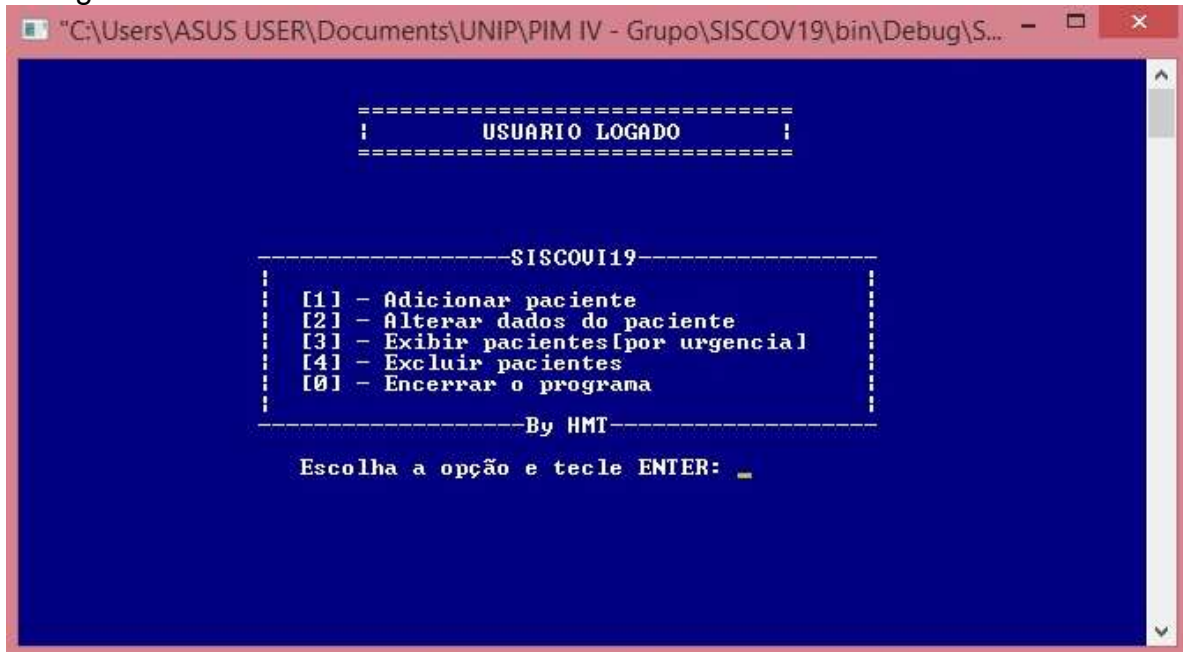 "C:\Users\ASUS USER\Documents\UNIP\PIM IV - Grupo\SISCOV19\bin\Debug\S...
USUARIO LOGADO
SISCOVI19
[1] - Adicionar paciente
[2] - Alterar dados do paciente
[3] - Exibir pacientes[por urgencia]
[4] - Excluir pacientes
[0] - Encerrar o programa
By HMT
Escolha a opção e tecle ENTER: _